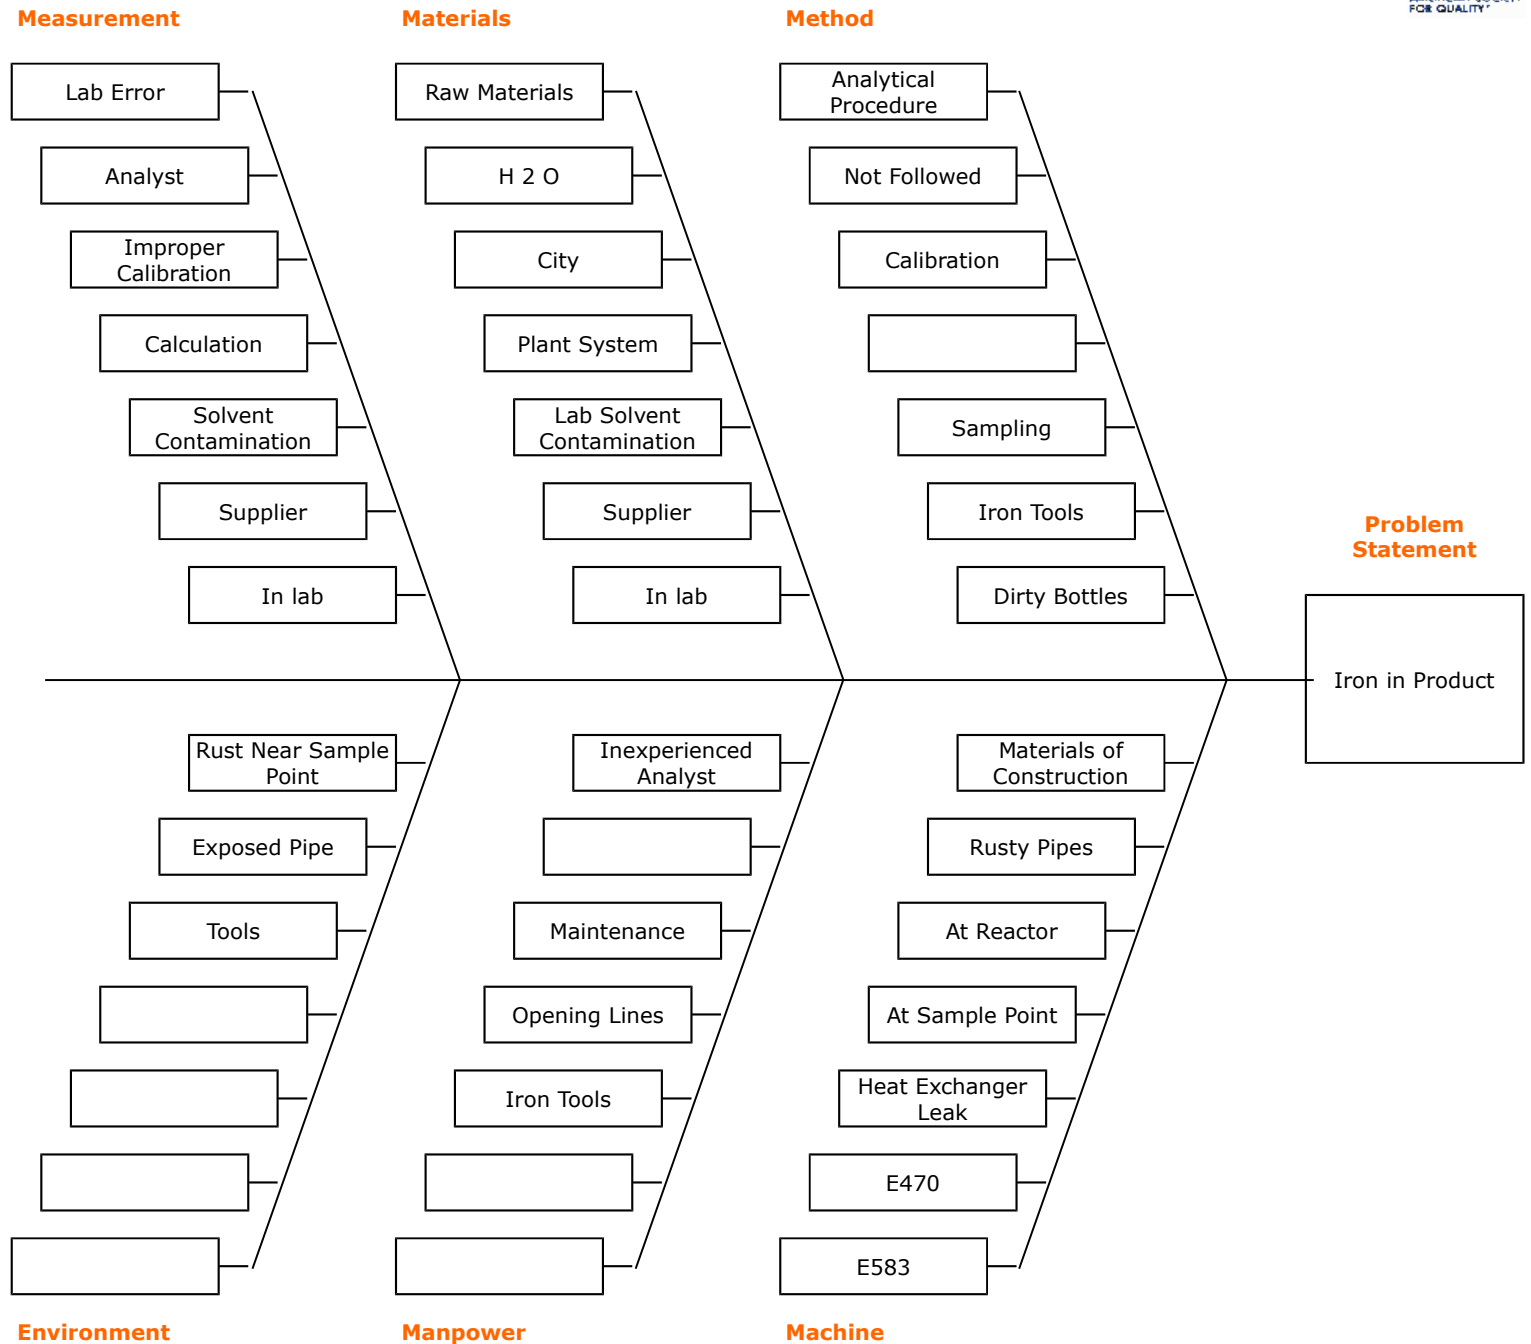 FOR QUALITY
Measurement
Materials
Method
Lab Error
Raw Materials
Analytical
Procedure
Analyst
H 2 O
Not Followed
Improper
Calibration
City
Calibration
Calculation
Plant System
Solvent
Contamination
Lab Solvent
Contamination
Sampling
Supplier
Supplier
Iron Tools
In lab
In lab
Dirty Bottles
Problem
Statement
Iron in Product
Rust Near Sample
Point
Inexperienced
Analyst
Materials of
Construction
Exposed Pipe
Rusty Pipes
Tools
Maintenance
At Reactor
Opening Lines
At Sample Point
Iron Tools
Heat Exchanger
Leak
E470
E583
Environment
Manpower
Machine